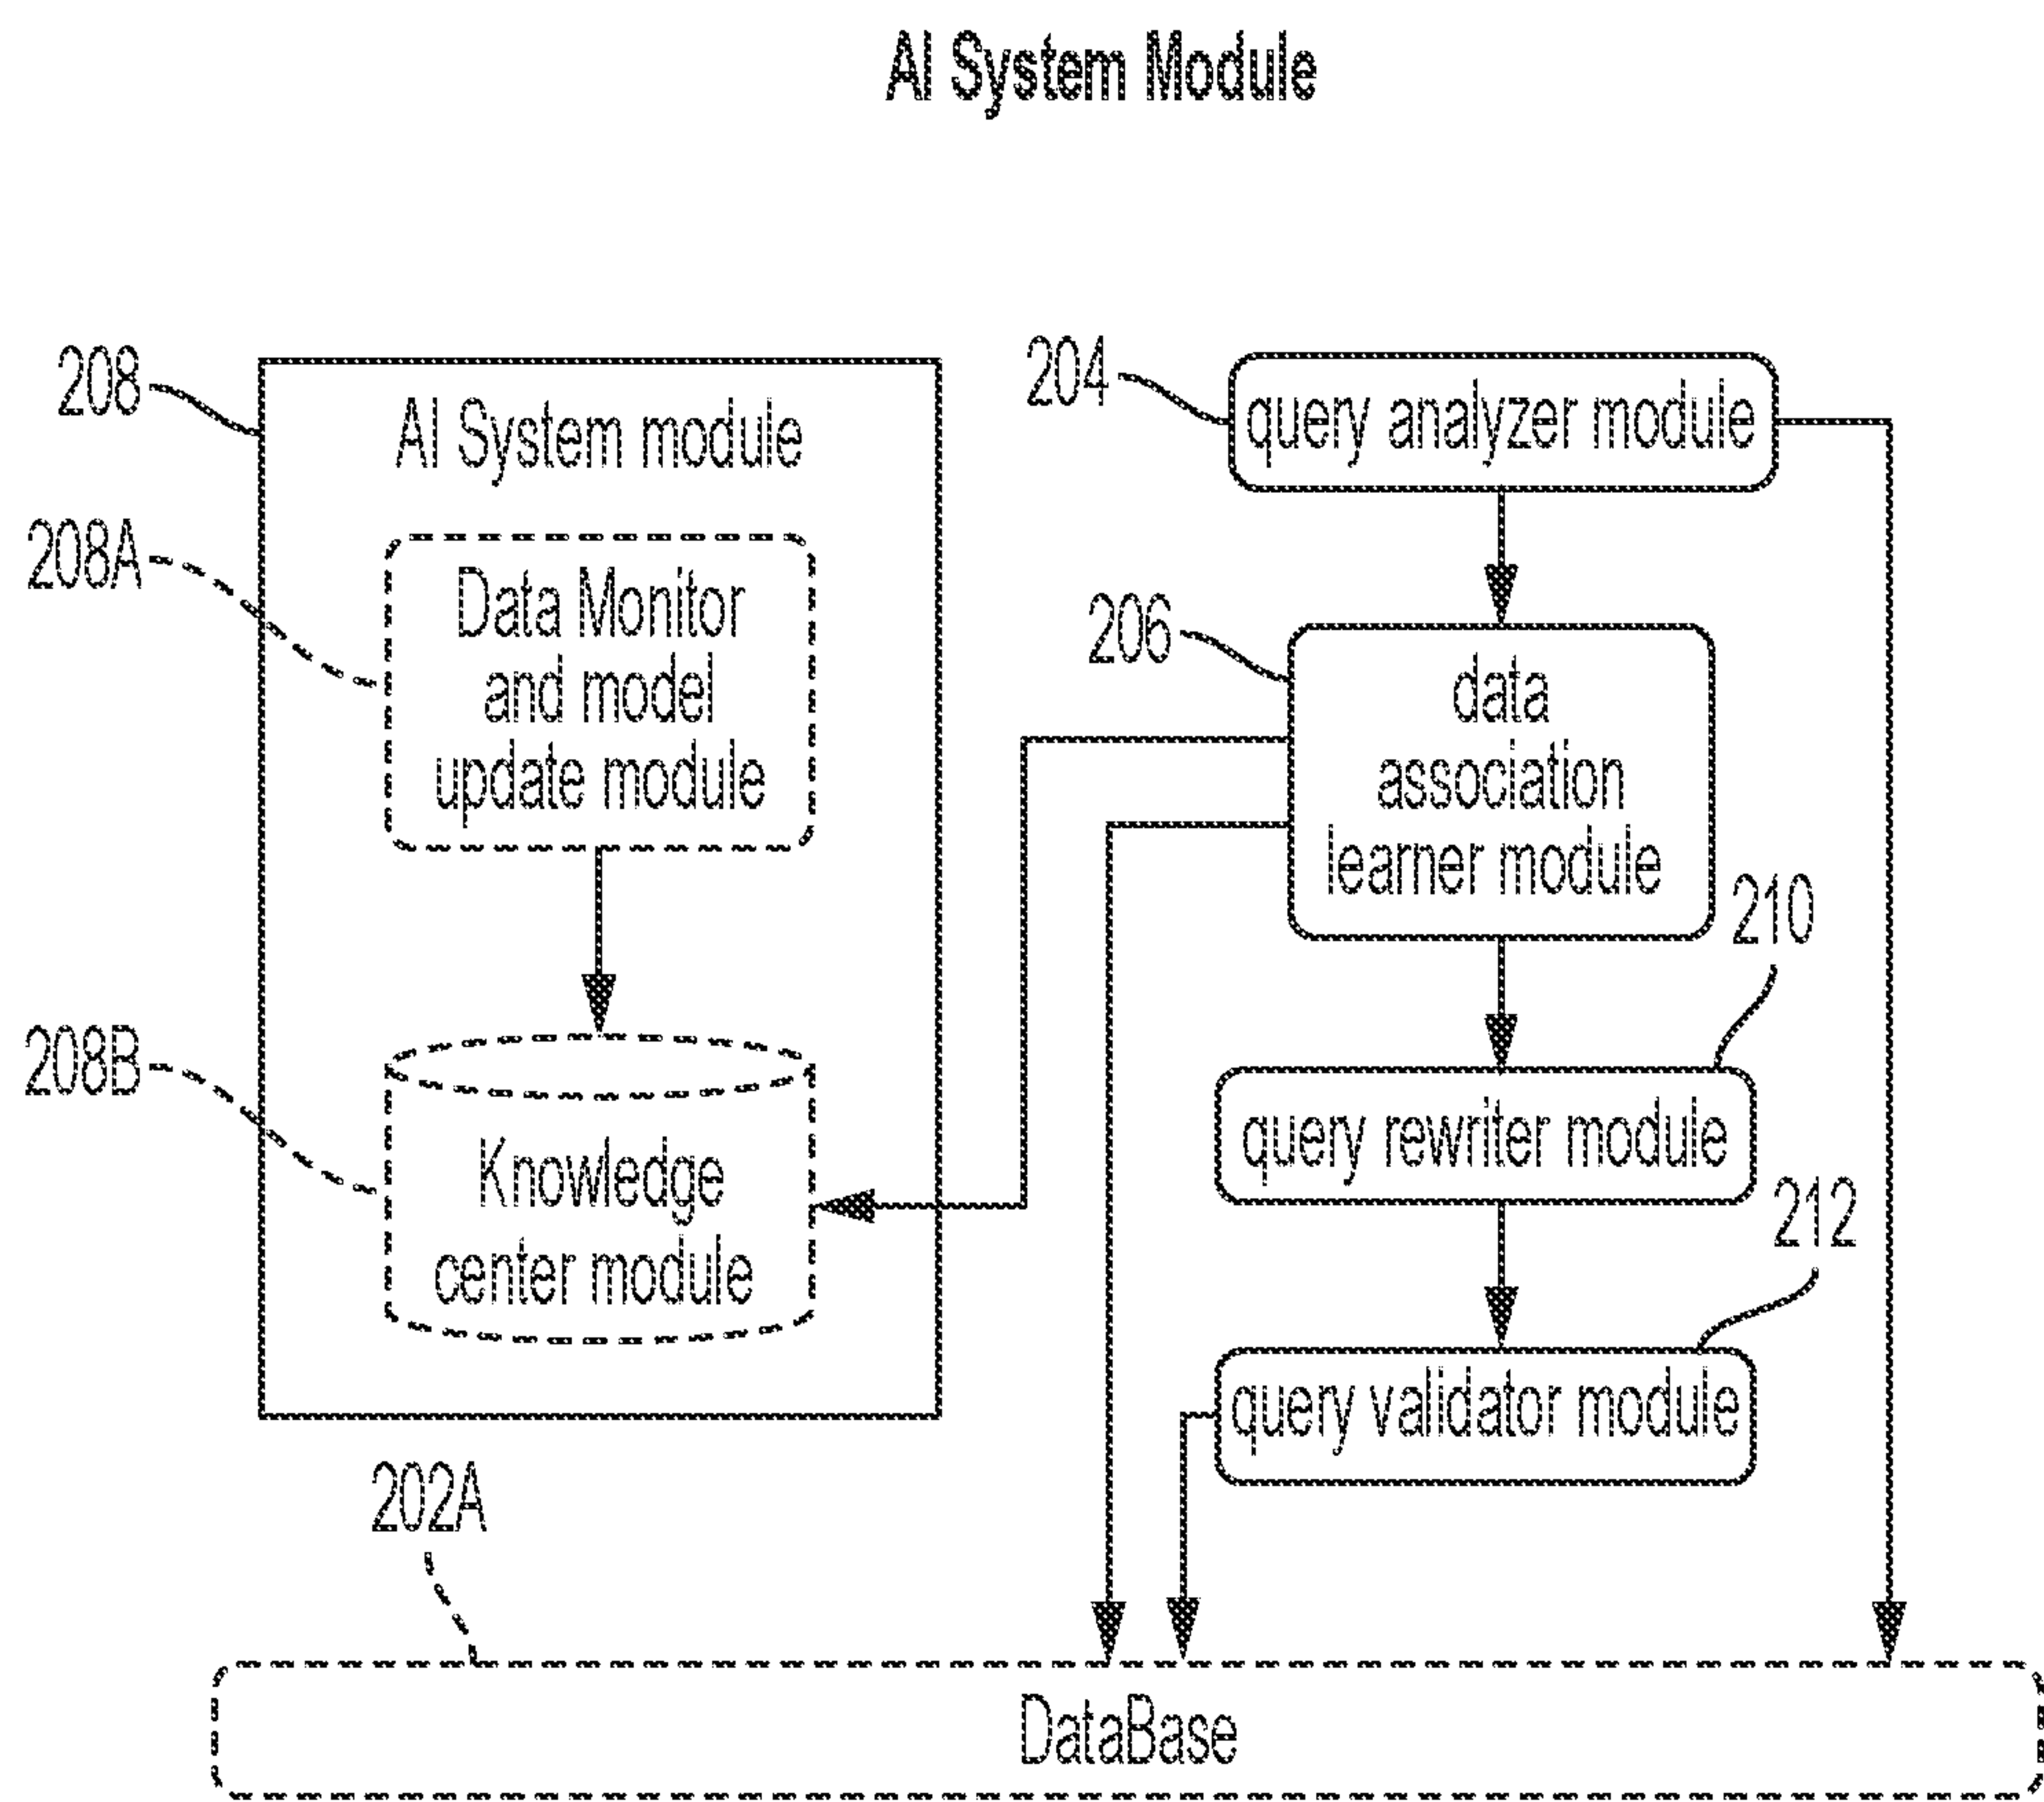 AI System Module
208
AI System module
208A
Data Monitor
and model
update module
208B
Knowledge
center module
204
query analyzer module
206
data
association
learner module
210
query rewriter module
212
query validator module
202A
DataBase